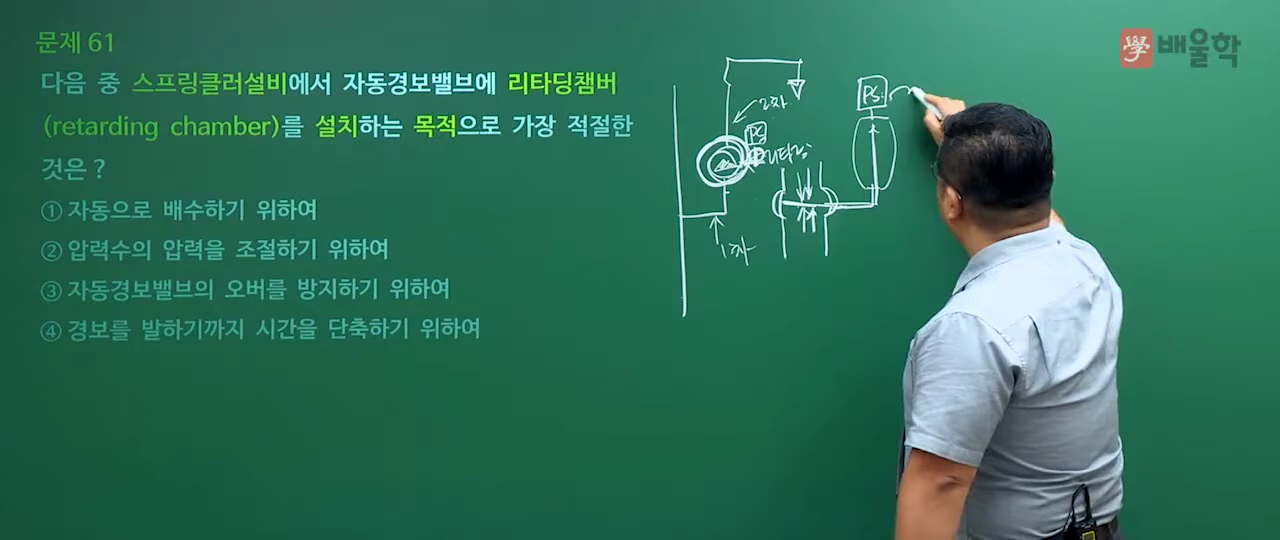 문제 61
다음 중 스프링클러설비에서 자동경보밸브에 리타딩챔버
(retarding chamber)를 설치하는 목적으로 가장 적절한
것은?
① 자동으로 배수하기 위하여
② 압력수의 압력을 조절하기 위하여
③ 자동경보밸브의 오버를 방지하기 위하여
④ 경보를 발하기까지 시간을 단축하기 위하여
學 배울학
2차
PS
리타딩
1차
PS